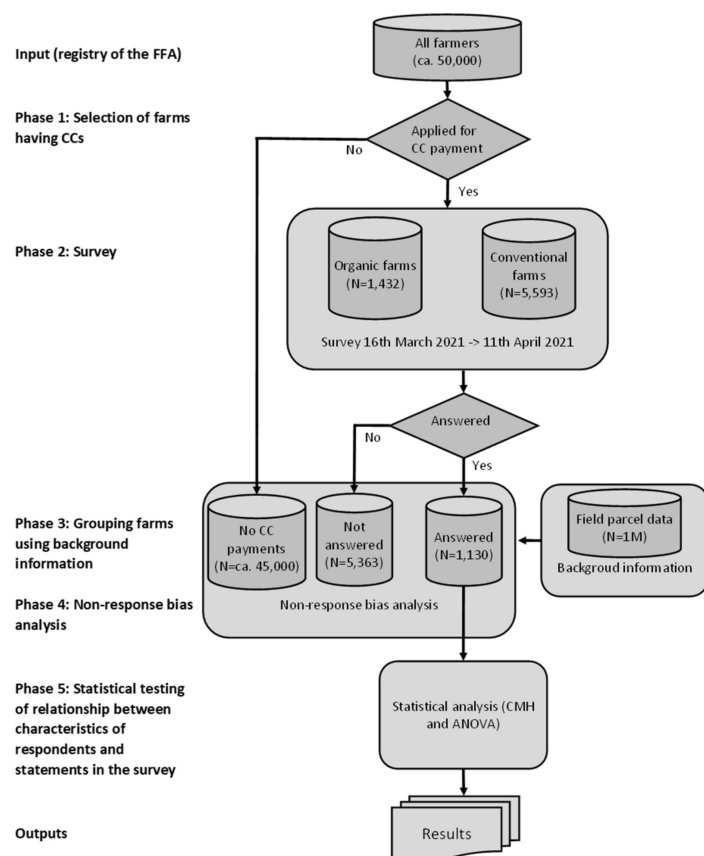 Input (registry of the FFA)
All farmers
(ca. 50,000)
Phase 1: Selection of farms
having CCs
Applied for
CC payment
No
Yes
Phase 2: Survey
Organic farms
(N=1,432)
Conventional
farms
(N=5,593)
Survey 16th March 2021 -> 11th April 2021
Answered
No
Yes
Phase 3: Grouping farms
using background
information
No CC
payments
(N=ca. 45,000)
Not
answered
(N=5,363)
Answered
(N=1,130)
Field parcel data
(N=1M)
Backgroud information
Phase 4: Non-response bias
analysis
Non-response bias analysis
Phase 5: Statistical testing
of relationship between
characteristics of
respondents and
statements in the survey
Statistical analysis (CMH
and ANOVA)
Outputs
Results